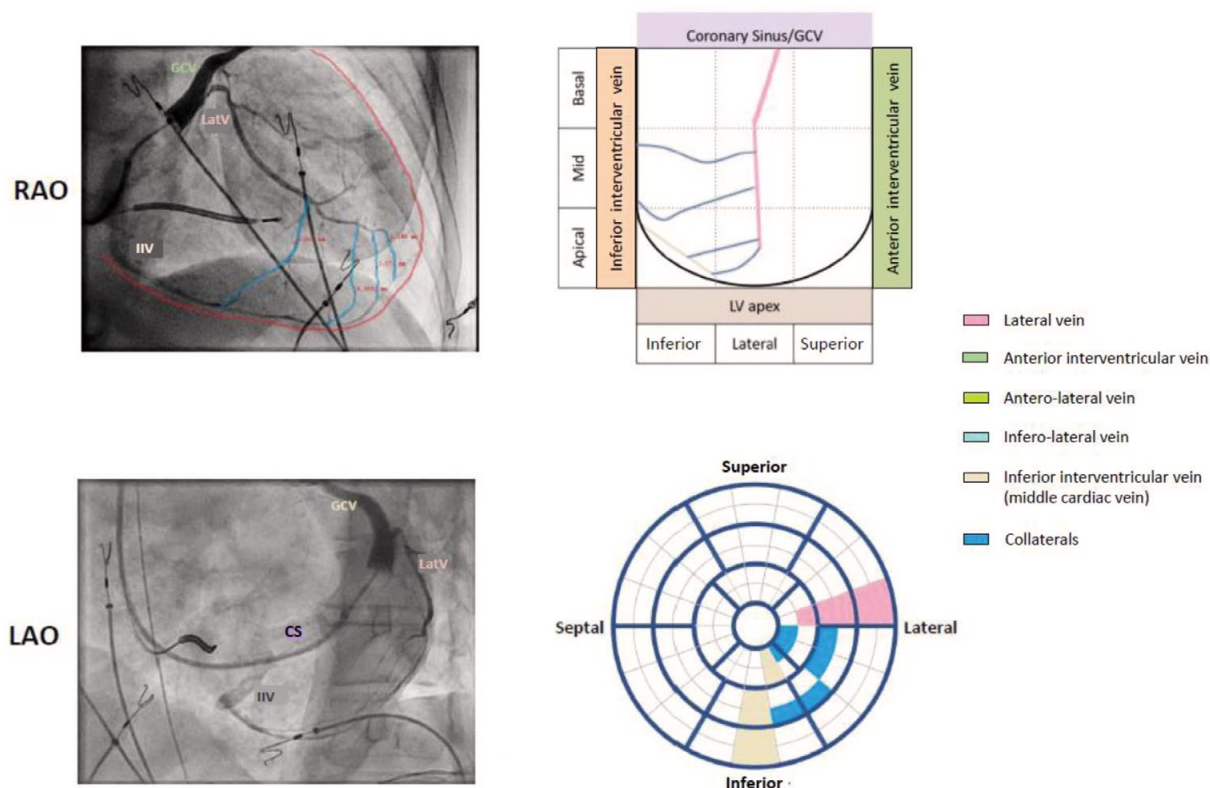 RAO
GCV
LatV
IIV
Coronary Sinus/GCV
Basal
Mid
Apical
Inferior interventricular vein
Anterior interventricular vein
LV apex
Inferior
Lateral
Superior
Lateral vein
Anterior interventricular vein
Antero-lateral vein
Infero-lateral vein
Inferior interventricular vein
(middle cardiac vein)
Collaterals
LAO
GCV
LatV
CS
IIV
Superior
Septal
Lateral
Inferior